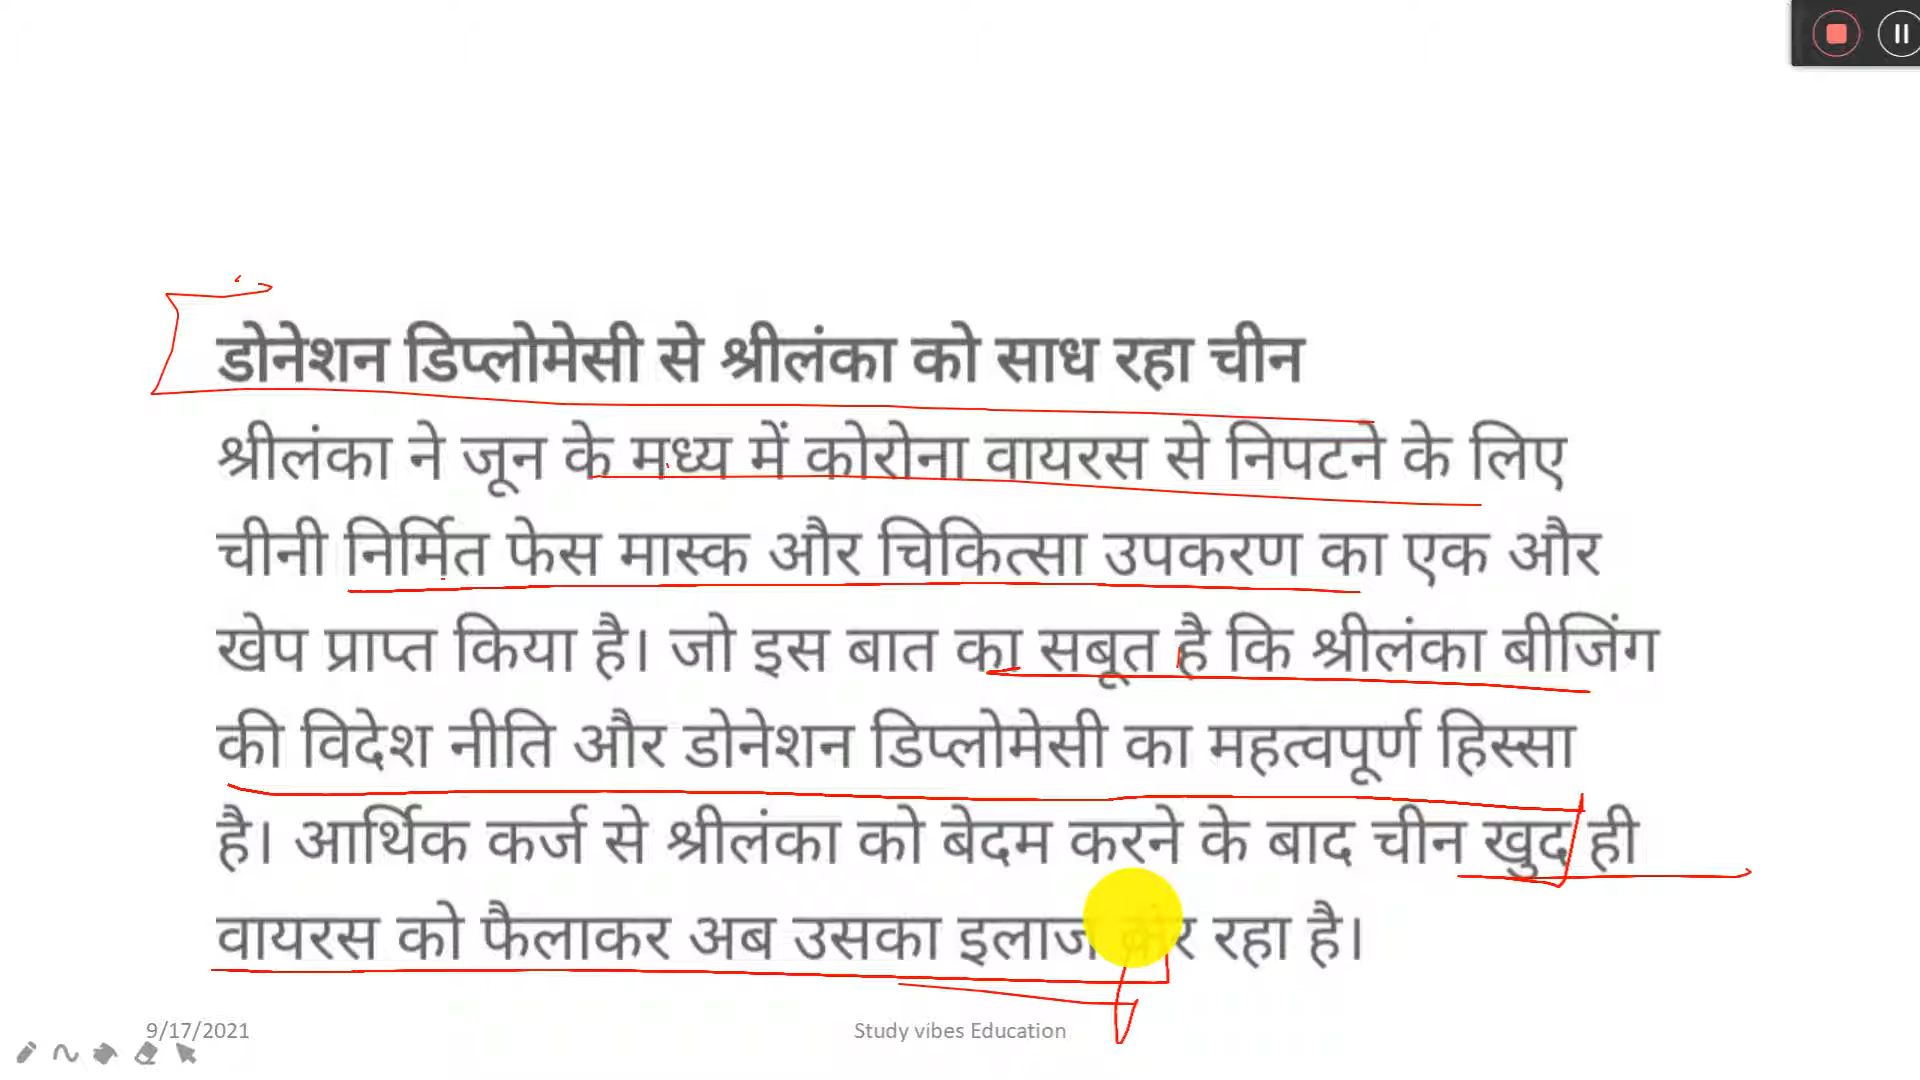 डोनेशन डिप्लोमेसी से श्रीलंका को साध रहा चीन
श्रीलंका ने जून के मध्य में कोरोना वायरस से निपटने के लिए
चीनी निर्मित फेस मास्क और चिकित्सा उपकरण का एक और
खेप प्राप्त किया है। जो इस बात का सबूत है कि श्रीलंका बीजिंग
की विदेश नीति और डोनेशन डिप्लोमेसी का महत्वपूर्ण हिस्सा
है। आर्थिक कर्ज से श्रीलंका को बेदम करने के बाद चीन खुद ही
वायरस को फैलाकर अब उसका इलाज कर रहा है।
9/17/2021
Study vibes Education